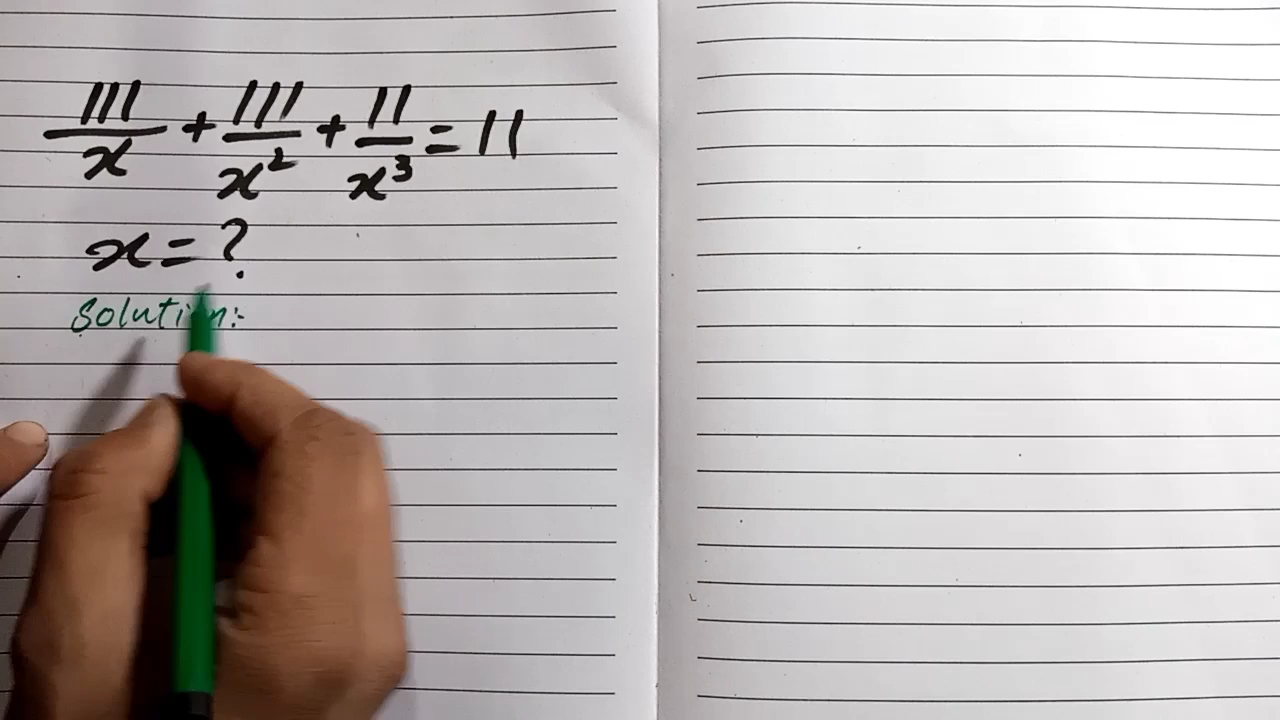 111/x + 111/x² + 11/x³ = 11
x = ?
Solution:-